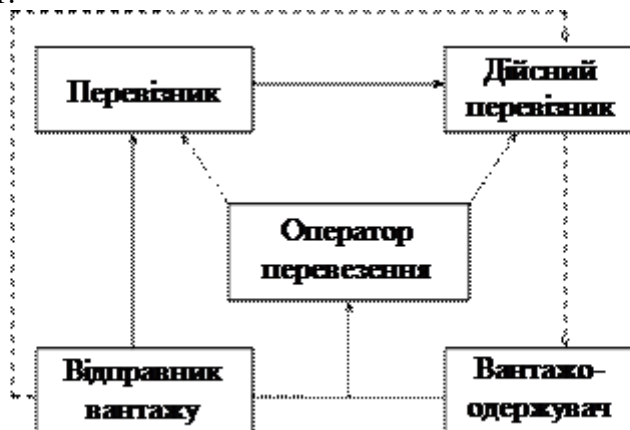 Перевізник
Дійсний
перевізник
Оператор
перевезення
Відправник
вантажу
Вантажо-
одержувач